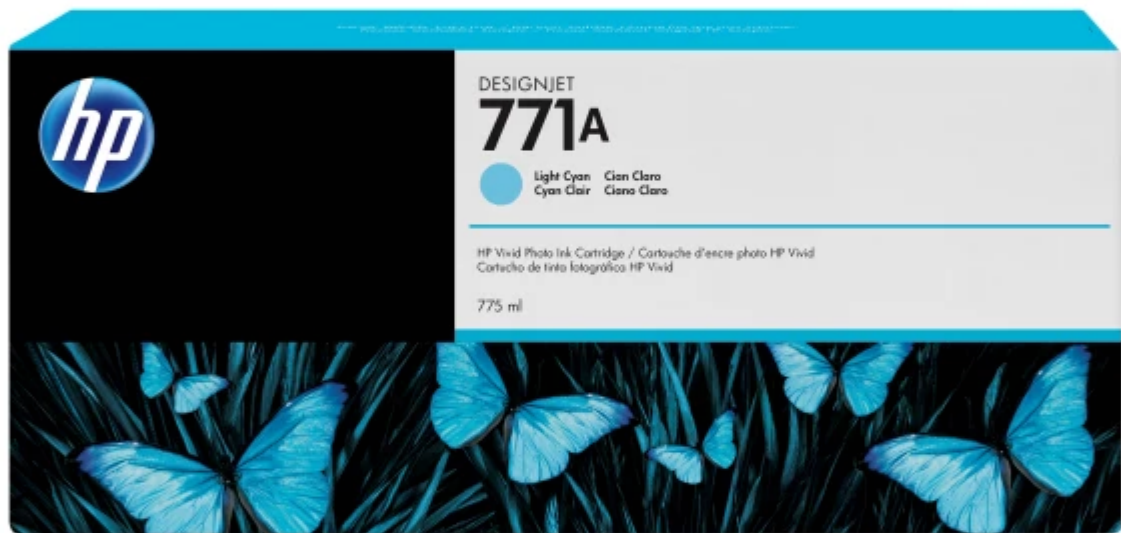 hp
DESIGNJET
771A
Light Cyan Cian Claro
Cyan Clair Ciano Claro
HP Vivid Photo Ink Cartridge / Cartouche d'encre photo HP Vivid
Cartucho de tinta fotográfica HP Vivid
775 ml